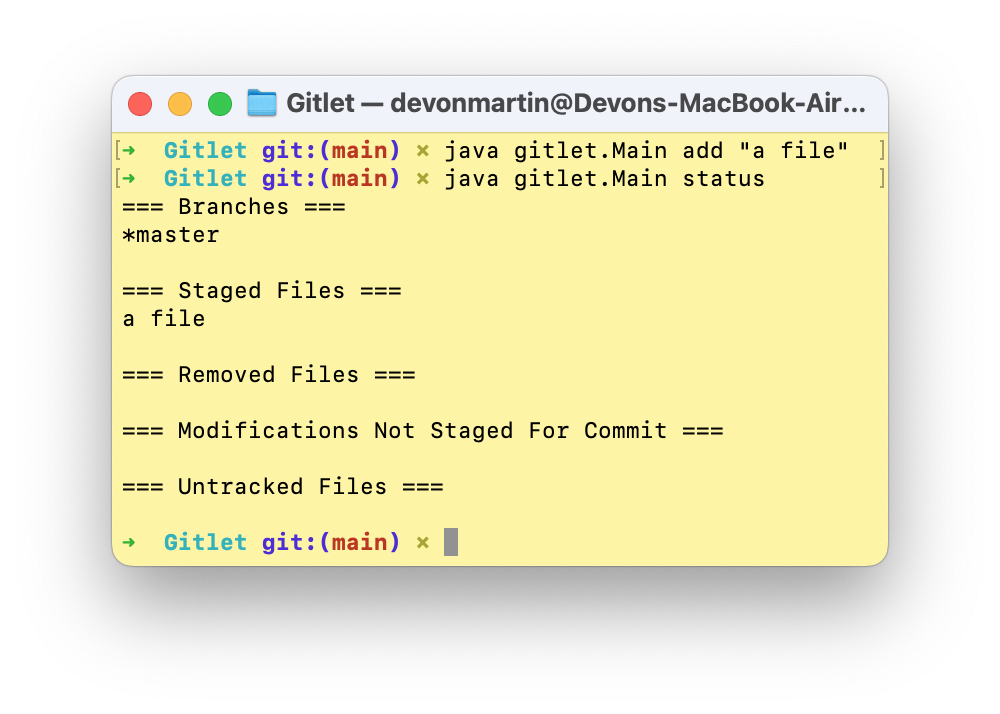 Gitlet — devonmartin@Devons-MacBook-Air...
[➜  Gitlet git:(main) × java gitlet.Main add "a file"  ]
[➜  Gitlet git:(main) × java gitlet.Main status        ]
=== Branches ===
*master
=== Staged Files ===
a file
=== Removed Files ===
=== Modifications Not Staged For Commit ===
=== Untracked Files ===
➜  Gitlet git:(main) ×